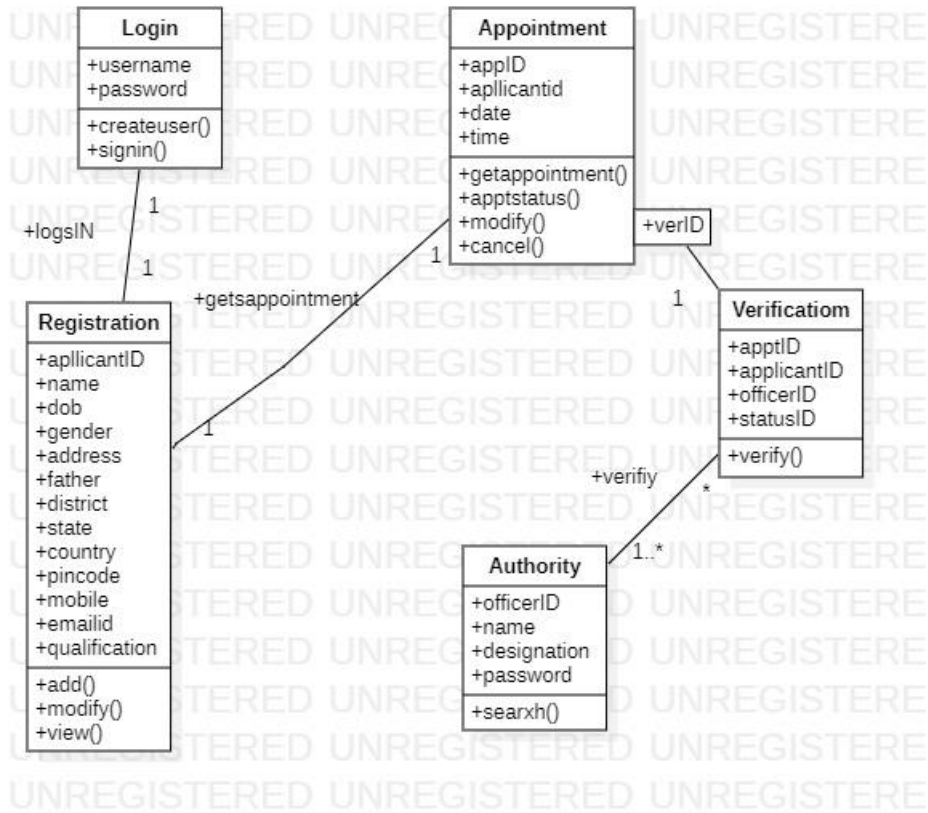 Login
+username
+password
+createuser()
+signin()
Appointment
+appID
+apllicantid
+date
+time
+getappointment()
+apptstatus()
+modify()
+cancel()
+verID
1
+logsIN
1
1
+getsappointment
1
1
Registration
+apllicantID
+name
+dob
+gender
+address
+father
+district
+state
+country
+pincode
+mobile
+emailid
+qualification
+add()
+modify()
+view()
Verificatiom
+apptID
+applicantID
+officerID
+statusID
+verify()
+verifiy
*
1..*
Authority
+officerID
+name
+designation
+password
+searxh()
UNREGISTERED UNREGISTERED UNREGISTERE